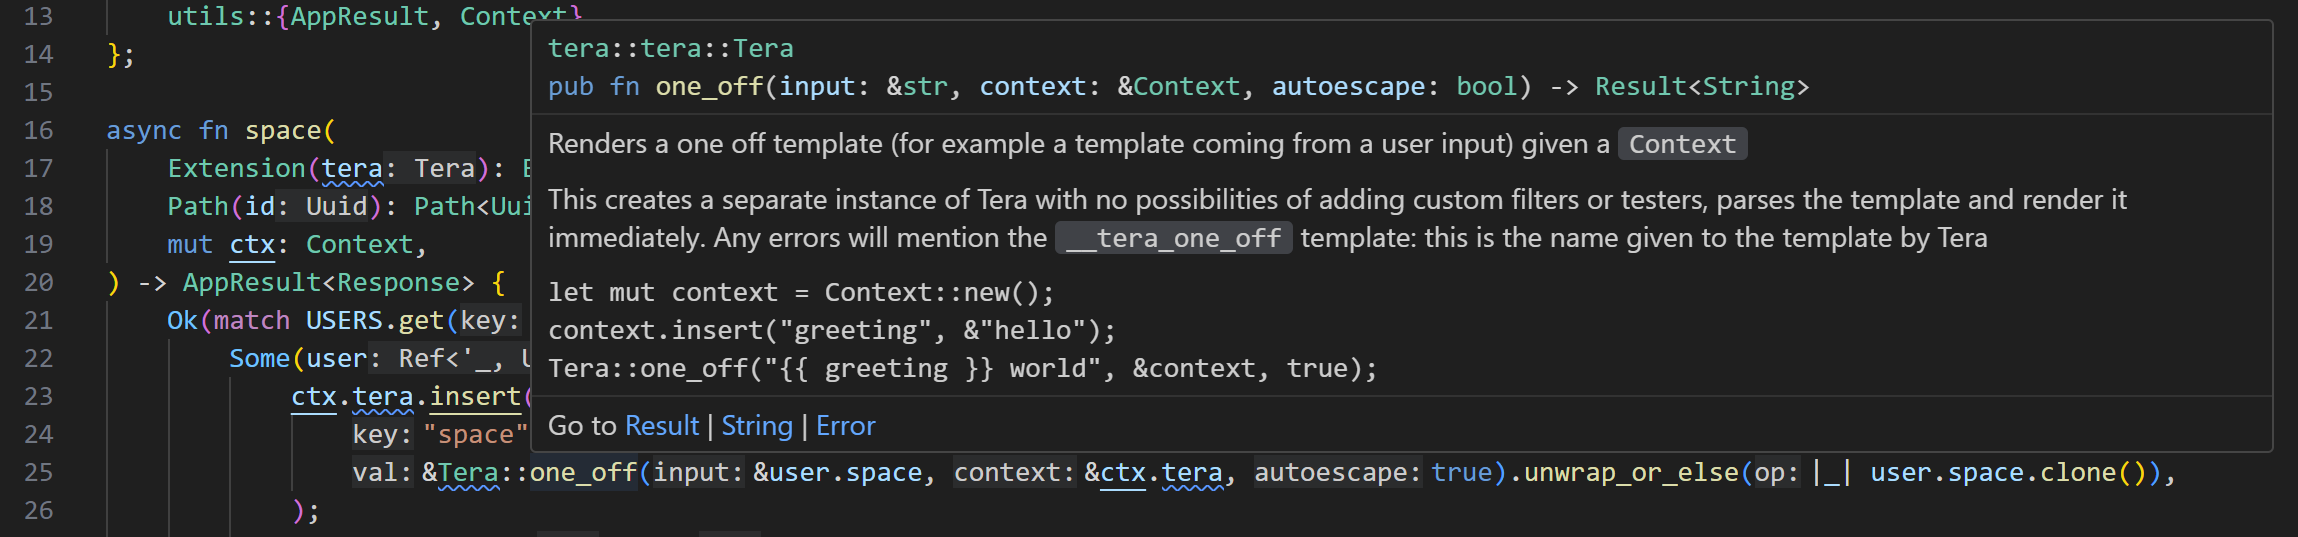 13 utils::{AppResult, Context}
14 };
15
16 async fn space(
17 Extension(tera: Tera): E
18 Path(id: Uuid): Path<Uui
19 mut ctx: Context,
20 ) -> AppResult<Response> {
21 Ok(match USERS.get(key:
22 Some(user: Ref<'_, U
23 ctx.tera.insert(
24 key: "space"
25 val: &Tera::one_off(input: &user.space, context: &ctx.tera, autoescape: true).unwrap_or_else(op: |_| user.space.clone()),
26 );
tera::tera::Tera
pub fn one_off(input: &str, context: &Context, autoescape: bool) -> Result<String>
Renders a one off template (for example a template coming from a user input) given a Context
This creates a separate instance of Tera with no possibilities of adding custom filters or testers, parses the template and render it
immediately. Any errors will mention the __tera_one_off template: this is the name given to the template by Tera
let mut context = Context::new();
context.insert("greeting", &"hello");
Tera::one_off("{{ greeting }} world", &context, true);
Go to Result | String | Error